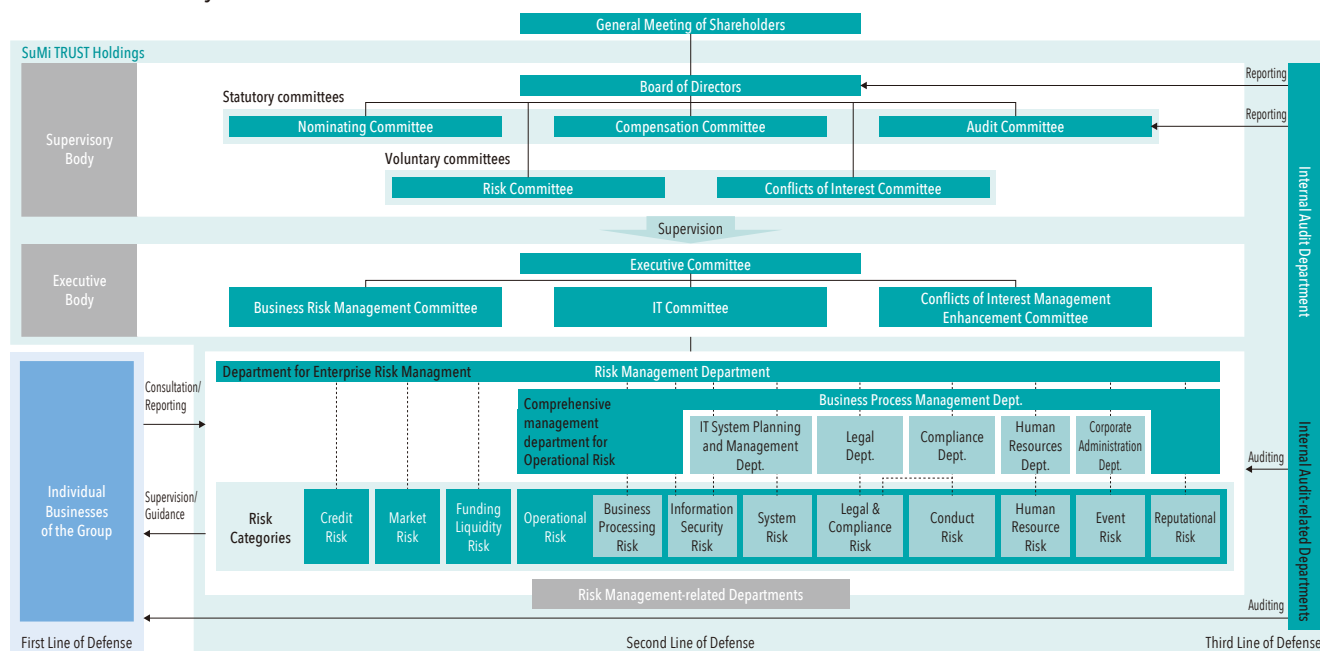 General Meeting of Shareholders
SuMi TRUST Holdings
Supervisory
Body
Board of Directors
Reporting
Statutory committees
Nominating Committee
Compensation Committee
Audit Committee
Reporting
Voluntary committees
Risk Committee
Conflicts of Interest Committee
Supervision
Internal Audit Department
Executive
Body
Executive Committee
Business Risk Management Committee
IT Committee
Conflicts of Interest Management
Enhancement Committee
Individual
Businesses
of the Group
Consultation/
Reporting
Supervision/
Guidance
Department for Enterprise Risk Managment
Risk Management Department
Comprehensive
management
department for
Operational Risk
Business Process Management Dept.
IT System Planning
and Management
Dept.
Legal
Dept.
Compliance
Dept.
Human
Resources
Dept.
Corporate
Administration
Dept.
Auditing
Internal Audit-related Departments
Risk
Categories
Credit
Risk
Market
Risk
Funding
Liquidity
Risk
Operational
Risk
Business
Processing
Risk
Information
Security
Risk
System
Risk
Legal &
Compliance
Risk
Conduct
Risk
Human
Resource
Risk
Event
Risk
Reputational
Risk
Risk Management-related Departments
Auditing
First Line of Defense
Second Line of Defense
Third Line of Defense